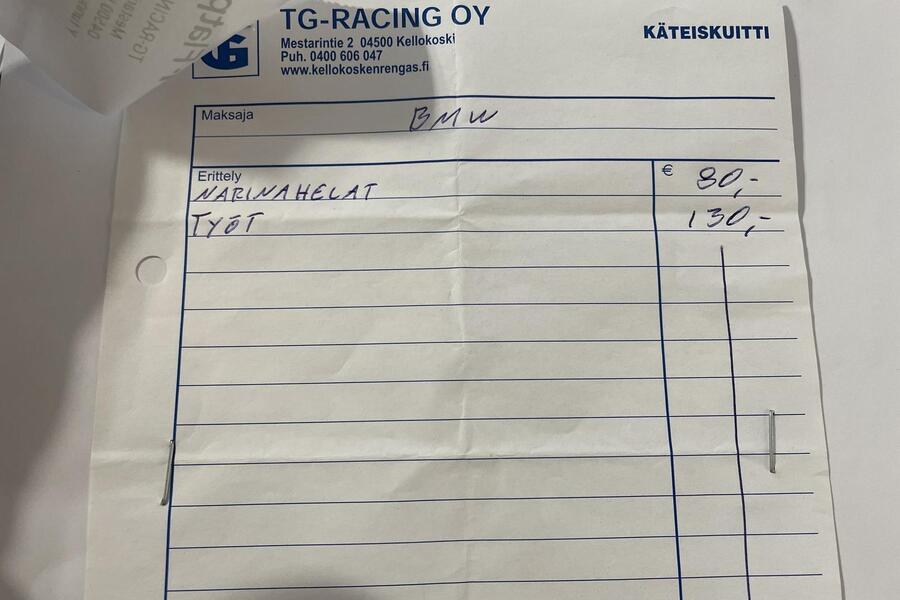 TG-RACING OY
Mestarintie 2 04500 Kellokoski
Puh. 0400 606 047
www.kellokoskenrengas.fi
KÄTEISKUITTI
Maksaja BMW
Erittely €
NARINAHELAT 80,-
TYÖT 130,-